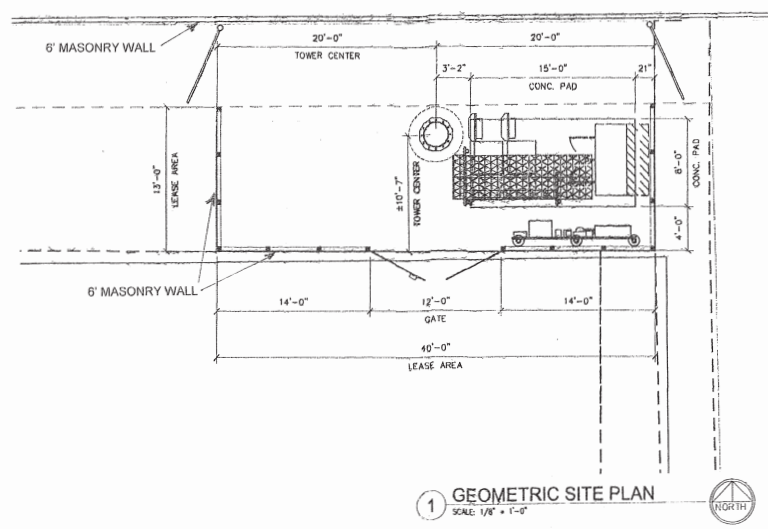 6' MASONRY WALL
20'-0"
20'-0"
TOWER CENTER
3'-2"
15'-0"
21"
CONC. PAD
13'-0"
LEASE AREA
±10'-7"
TOWER CENTER
8'-0"
CONC. PAD
4'-0"
6' MASONRY WALL
14'-0"
12'-0"
14'-0"
GATE
40'-0"
LEASE AREA
1
GEOMETRIC SITE PLAN
SCALE: 1/8" = 1'-0"
NORTH